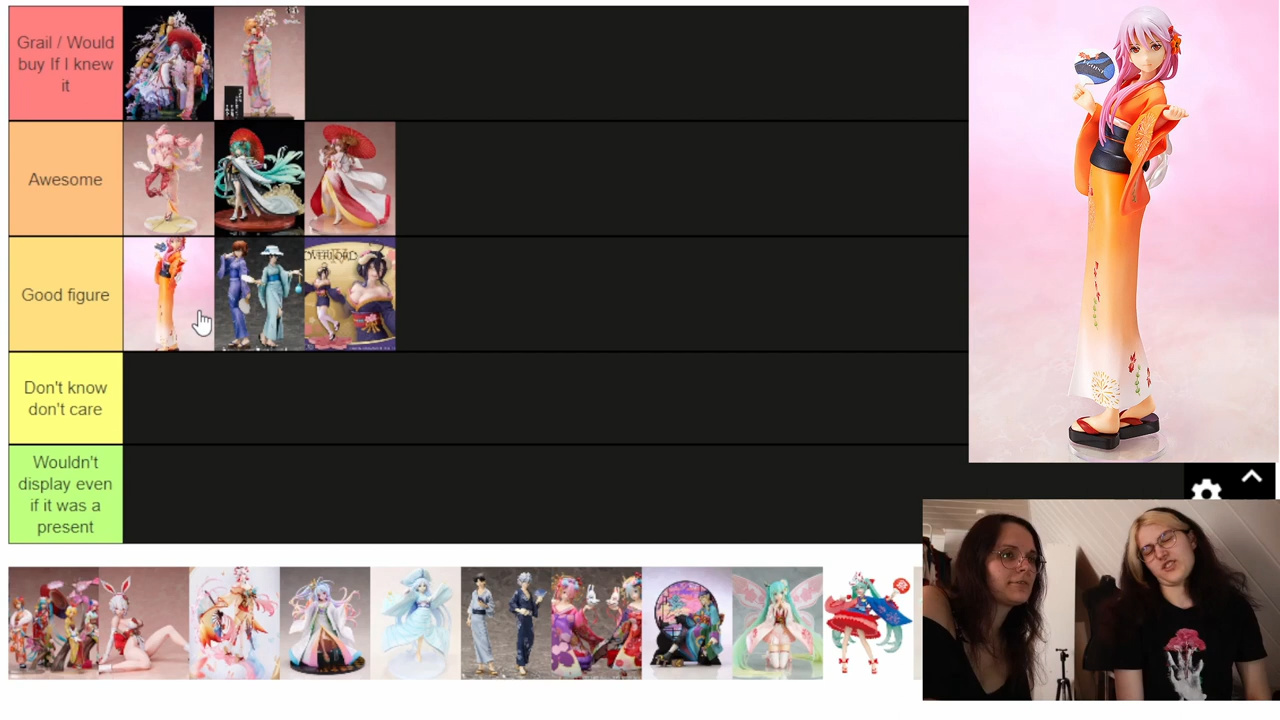 Grail / Would
buy If I knew
it
Awesome
Good figure
OVERLORD
Don't know
don't care
Wouldn't
display even
if it was a
present